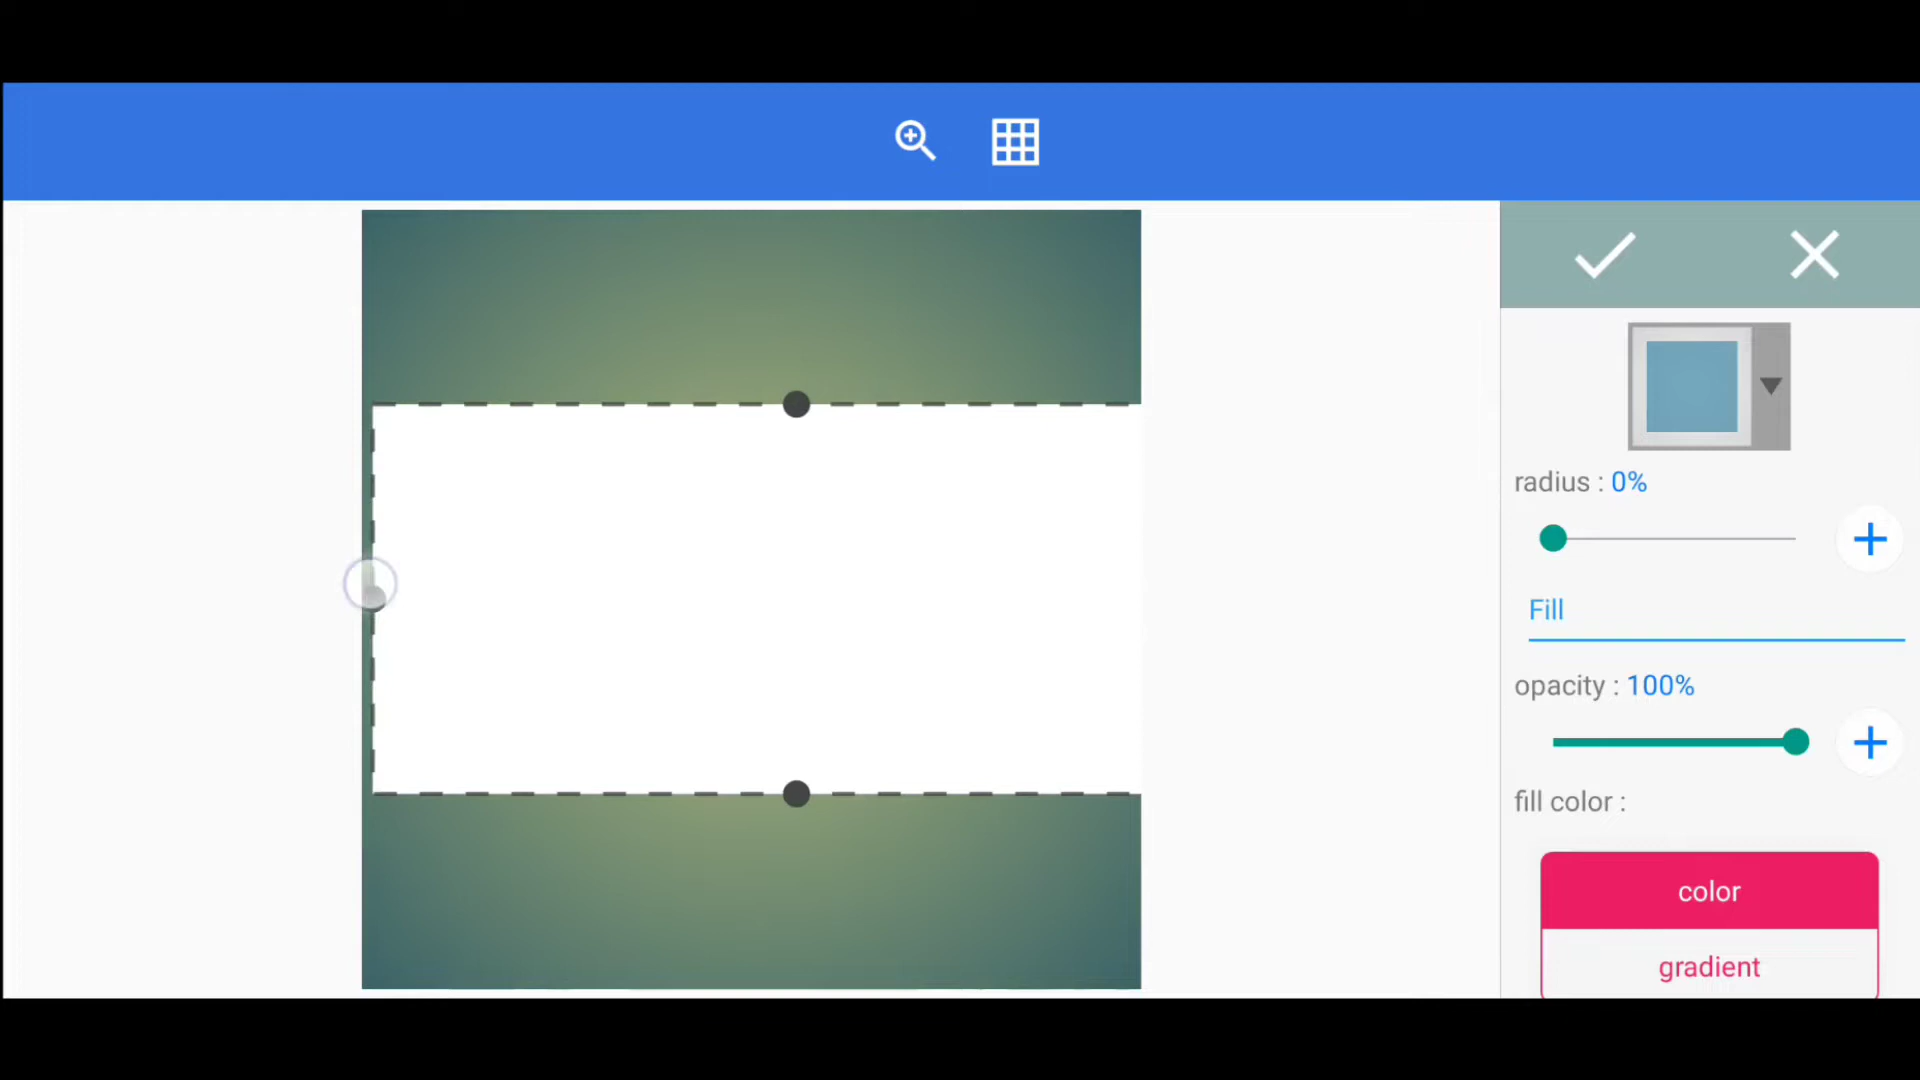 radius : 0%
Fill
opacity : 100%
fill color :
color
gradient